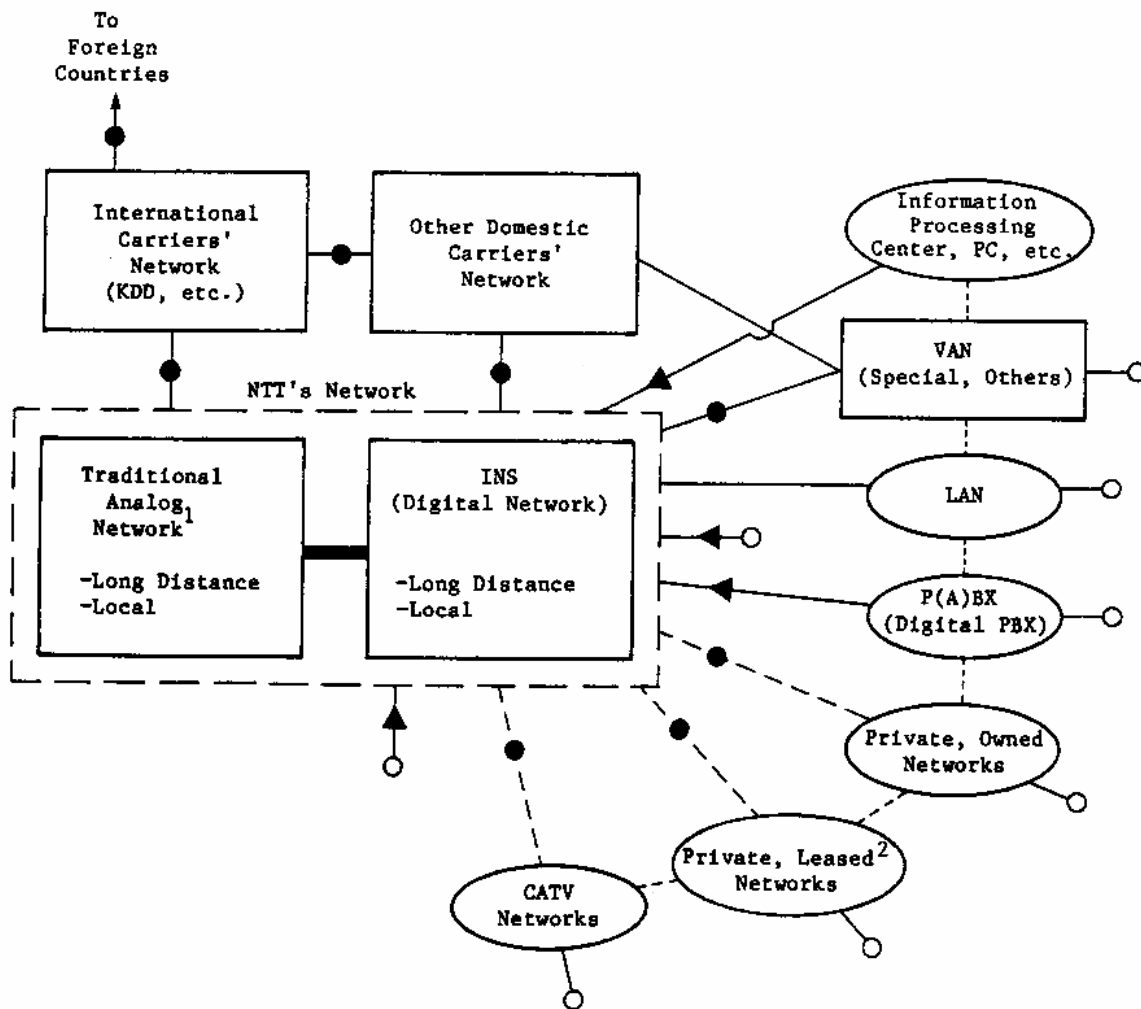 To
Foreign
Countries
International
Carriers'
Network
(KDD, etc.)
Other Domestic
Carriers'
Network
Information
Processing
Center, PC, etc.
VAN
(Special, Others)
NTT's Network
Traditional
Analog
Network1
-Long Distance
-Local
INS
(Digital Network)
-Long Distance
-Local
LAN
P(A)BX
(Digital PBX)
Private, Owned
Networks
Private, Leased2
Networks
CATV
Networks